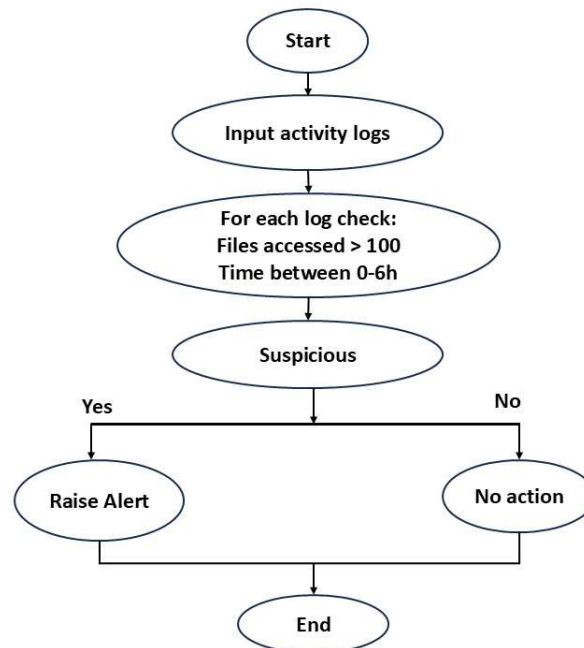 Start
Input activity logs
For each log check:
Files accessed > 100
Time between 0-6h
Suspicious
Yes
No
Raise Alert
No action
End